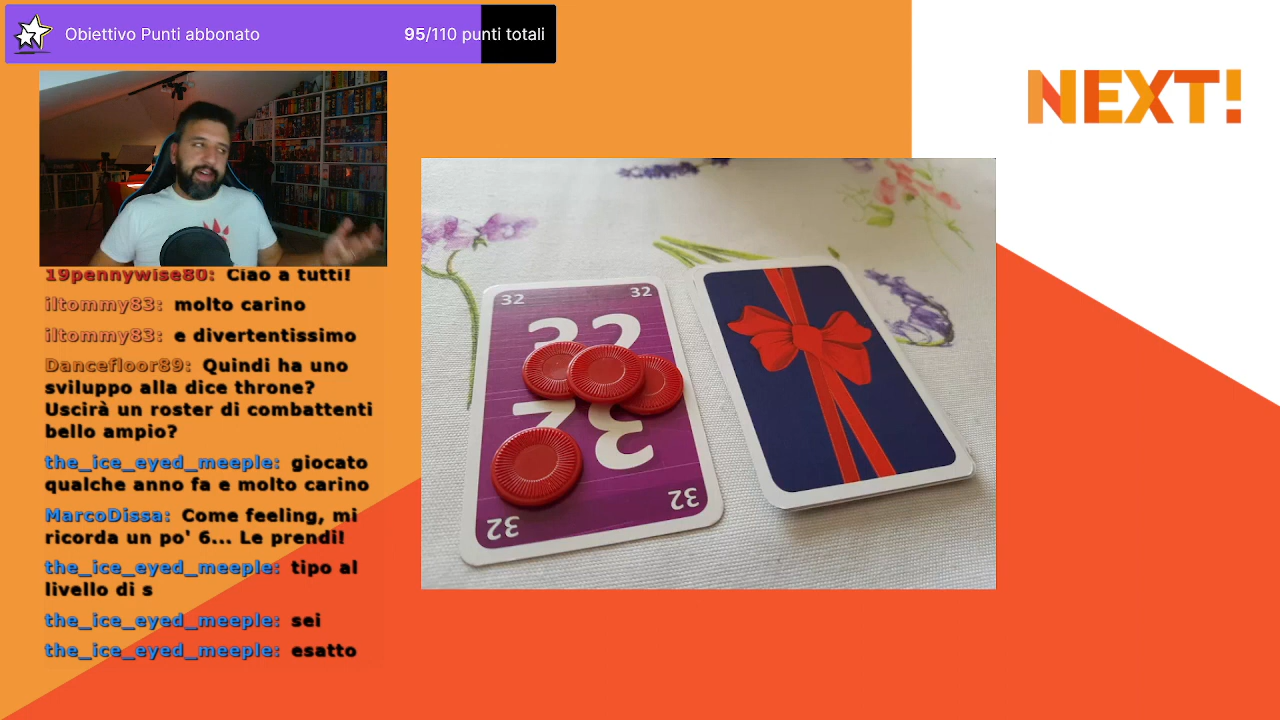 Obiettivo Punti abbonato 95/110 punti totali
NEXT!
19pennywise80: Ciao a tutti!
iltommy83: molto carino
iltommy83: e divertentissimo
Dancefloor89: Quindi ha uno
sviluppo alla dice throne?
Uscirà un roster di combattenti
bello ampio?
the_ice_eyed_meeple: giocato
qualche anno fa e molto carino
MarcoDissa: Come feeling, mi
ricorda un po' 6... Le prendi!
the_ice_eyed_meeple: tipo al
livello di s
the_ice_eyed_meeple: sei
the_ice_eyed_meeple: esatto
32 32
32
32
32 32